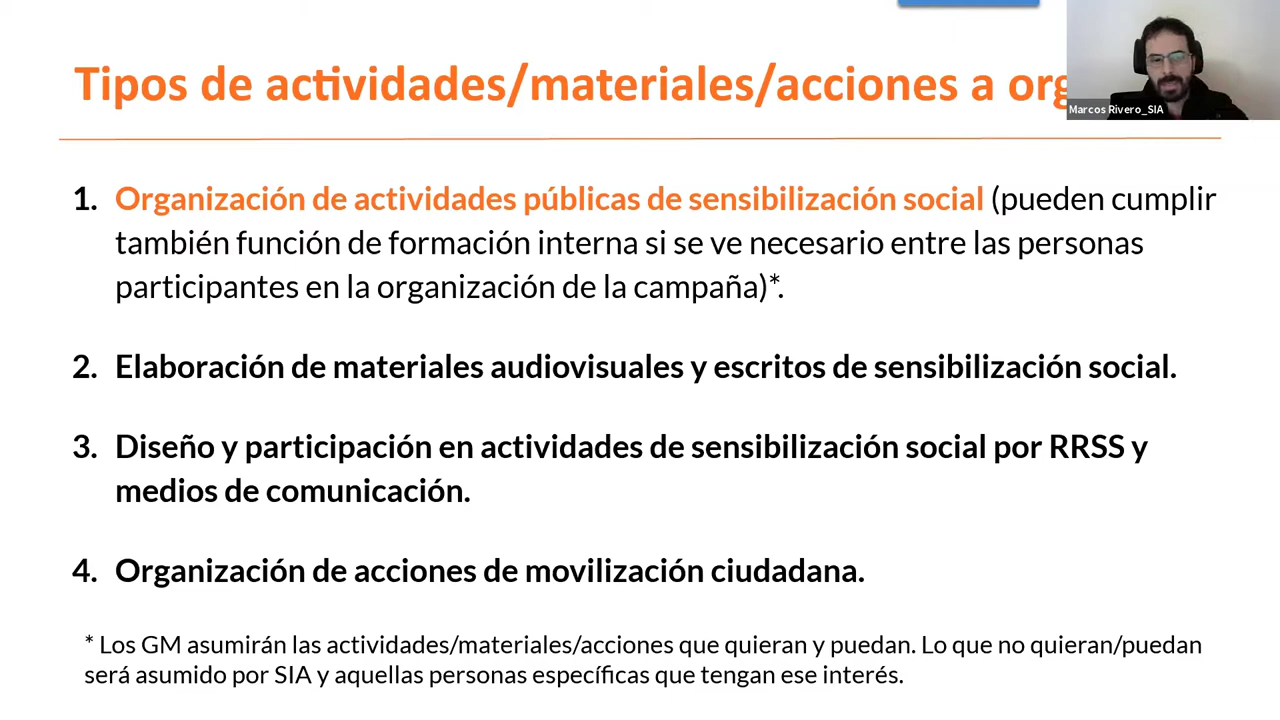 Tipos de actividades/materiales/acciones a org
Marcos Rivero_SIA
1. Organización de actividades públicas de sensibilización social (pueden cumplir
también función de formación interna si se ve necesario entre las personas
participantes en la organización de la campaña)*.
2. Elaboración de materiales audiovisuales y escritos de sensibilización social.
3. Diseño y participación en actividades de sensibilización social por RRSS y
medios de comunicación.
4. Organización de acciones de movilización ciudadana.
* Los GM asumirán las actividades/materiales/acciones que quieran y puedan. Lo que no quieran/puedan
será asumido por SIA y aquellas personas específicas que tengan ese interés.